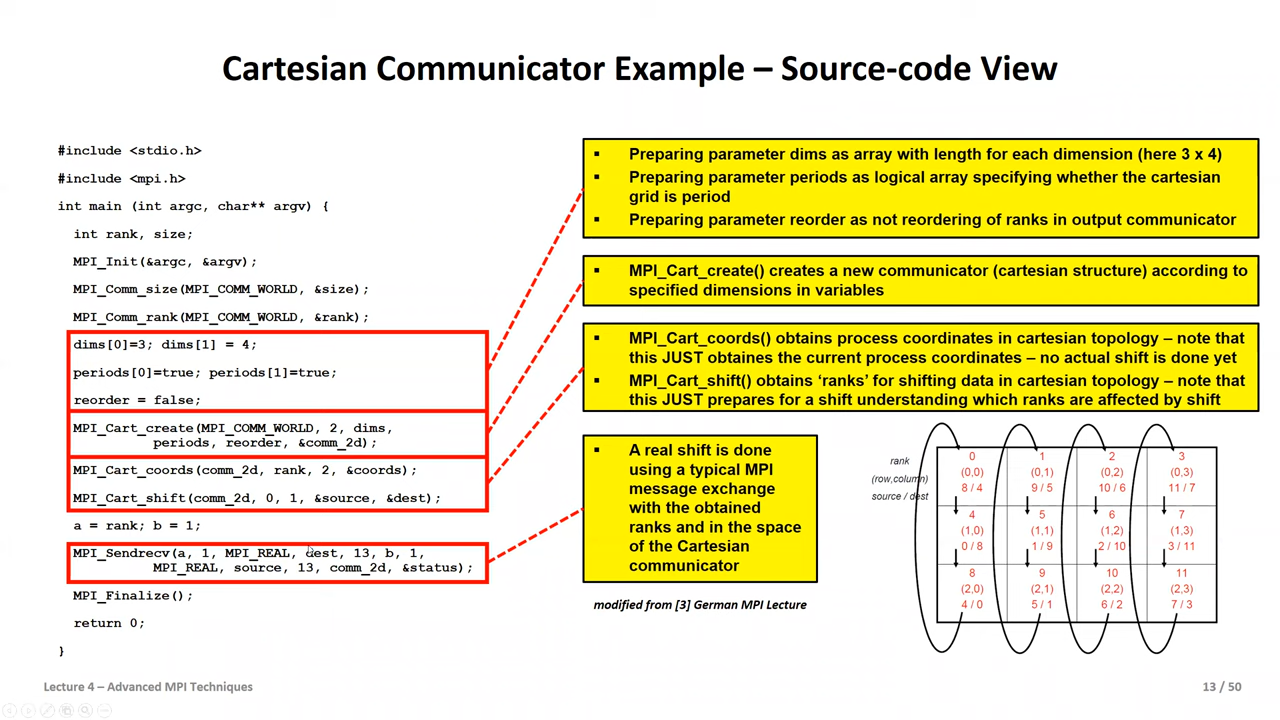 Cartesian Communicator Example – Source-code View
#include <stdio.h>
#include <mpi.h>
int main (int argc, char** argv) {
int rank, size;
MPI_Init(&argc, &argv);
MPI_Comm_size(MPI_COMM_WORLD, &size);
MPI_Comm_rank(MPI_COMM_WORLD, &rank);
dims[0]=3; dims[1] = 4;
periods[0]=true; periods[1]=true;
reorder = false;
MPI_Cart_create(MPI_COMM_WORLD, 2, dims,
periods, reorder, &comm_2d);
MPI_Cart_coords(comm_2d, rank, 2, &coords);
MPI_Cart_shift(comm_2d, 0, 1, &source, &dest);
a = rank; b = 1;
MPI_Sendrecv(a, 1, MPI_REAL, dest, 13, b, 1,
MPI_REAL, source, 13, comm_2d, &status);
MPI_Finalize();
return 0;
}
▪ Preparing parameter dims as array with length for each dimension (here 3 x 4)
▪ Preparing parameter periods as logical array specifying whether the cartesian
grid is period
▪ Preparing parameter reorder as not reordering of ranks in output communicator
▪ MPI_Cart_create() creates a new communicator (cartesian structure) according to
specified dimensions in variables
▪ MPI_Cart_coords() obtains process coordinates in cartesian topology – note that
this JUST obtaines the current process coordinates – no actual shift is done yet
▪ MPI_Cart_shift() obtains ‘ranks’ for shifting data in cartesian topology – note that
this JUST prepares for a shift understanding which ranks are affected by shift
▪ A real shift is done
using a typical MPI
message exchange
with the obtained
ranks and in the space
of the Cartesian
communicator
modified from [3] German MPI Lecture
rank
(row,column)
source / dest
0 1 2 3
(0,0) (0,1) (0,2) (0,3)
8 / 4 9 / 5 10 / 6 11 / 7
4 5 6 7
(1,0) (1,1) (1,2) (1,3)
0 / 8 1 / 9 2 / 10 3 / 11
8 9 10 11
(2,0) (2,1) (2,2) (2,3)
4 / 0 5 / 1 6 / 2 7 / 3
Lecture 4 – Advanced MPI Techniques
13 / 50